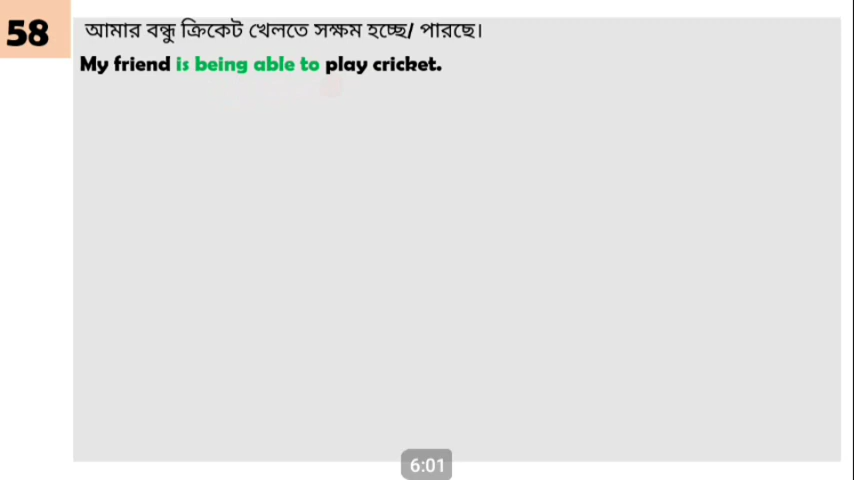 58
আমার বন্ধু ক্রিকেট খেলতে সক্ষম হচ্ছে/ পারছে।
My friend is being able to play cricket.
6:01